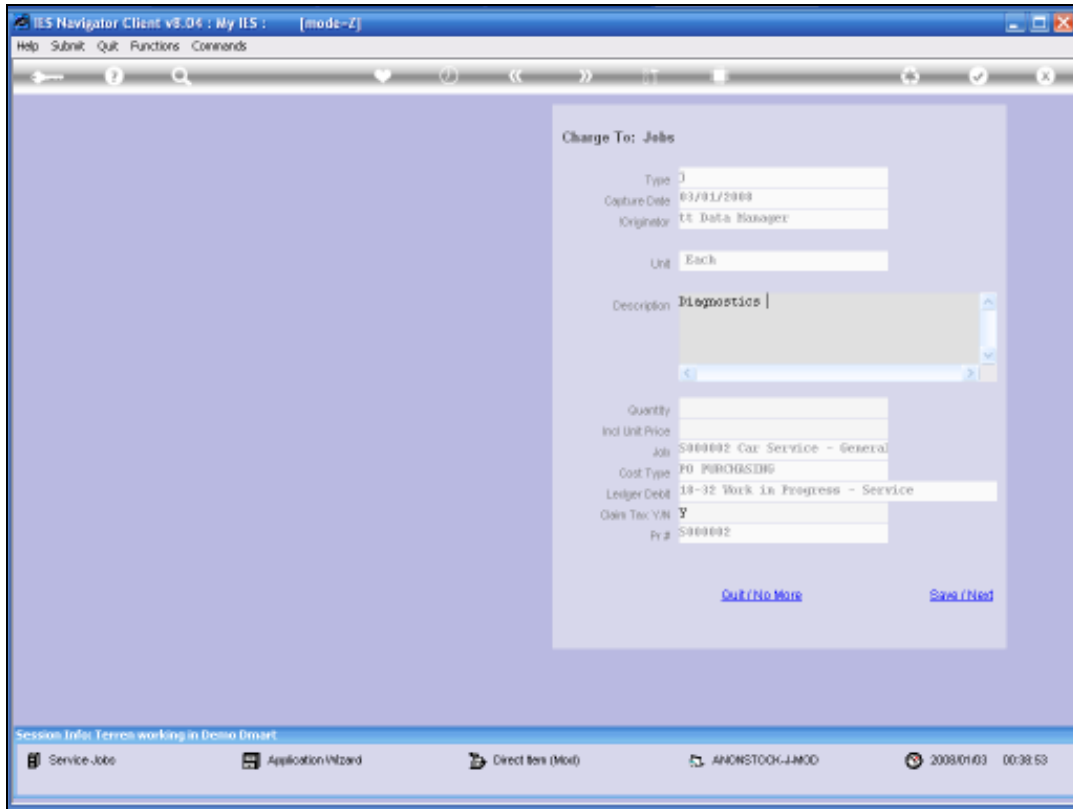 IES Navigator Client v8.04 : My IES : [mode=Z]
Help Submit Quit Functions Commands
Charge To: Jobs
Type J
Capture Date 03/01/2008
!Originator tt Data Manager
Unit Each
Description Diagnostics
Quantity
Incl Unit Price
Job S000002 Car Service - General
Cost Type PO PURCHASING
Ledger Debit 18-32 Work in Progress - Service
Claim Tax Y/N Y
Pr # S000002
Quit / No More Save / Next
Session Info: Terren working in Demo Dmart
Service Jobs Application Wizard Direct Item (Mod) ANONSTOCK-J-MOD 2008/01/03 00:38:53